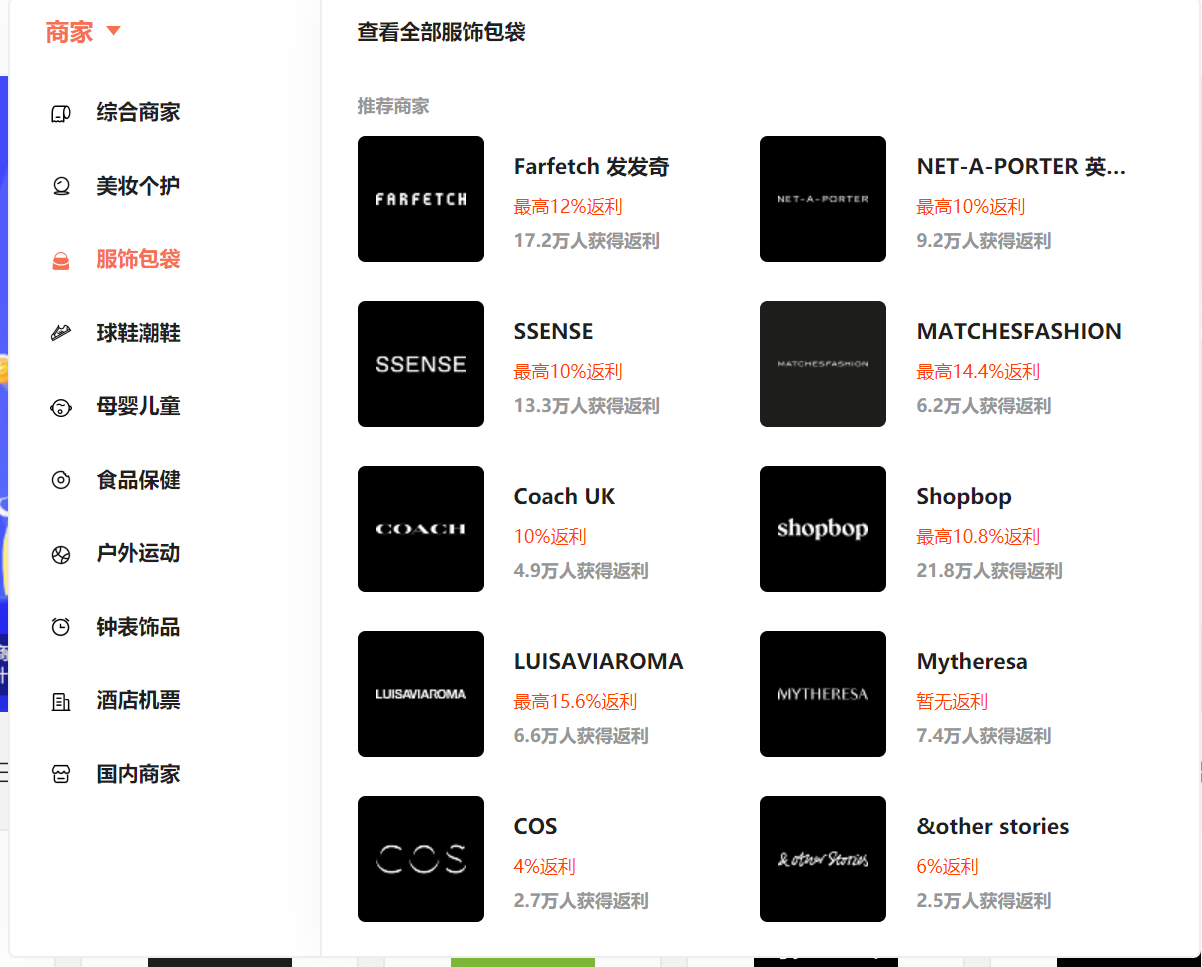 商家
综合商家
美妆个护
服饰包袋
球鞋潮鞋
母婴儿童
食品保健
户外运动
钟表饰品
酒店机票
国内商家
查看全部服饰包袋
推荐商家
FARFETCH
Farfetch 发发奇
最高12%返利
17.2万人获得返利
NET-A-PORTER
NET-A-PORTER 英...
最高10%返利
9.2万人获得返利
SSENSE
SSENSE
最高10%返利
13.3万人获得返利
MATCHESFASHION
MATCHESFASHION
最高14.4%返利
6.2万人获得返利
COACH
Coach UK
10%返利
4.9万人获得返利
shopbop
Shopbop
最高10.8%返利
21.8万人获得返利
LUISAVIAROMA
LUISAVIAROMA
最高15.6%返利
6.6万人获得返利
MYTHERESA
Mytheresa
暂无返利
7.4万人获得返利
COS
COS
4%返利
2.7万人获得返利
& other Stories
&other stories
6%返利
2.5万人获得返利